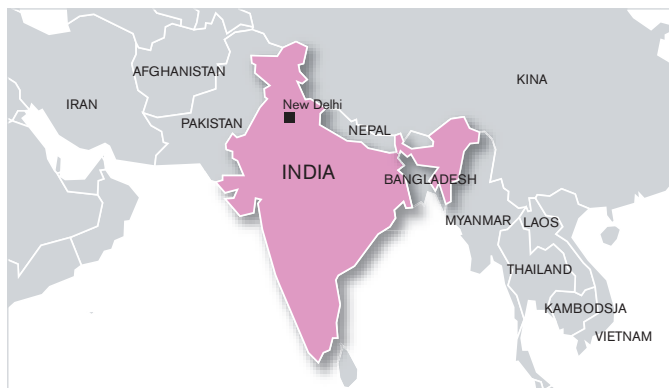 AFGHANISTAN
KINA
IRAN
New Delhi
PAKISTAN
NEPAL
INDIA
BANGLADESH
MYANMAR
LAOS
THAILAND
KAMBODSJA
VIETNAM